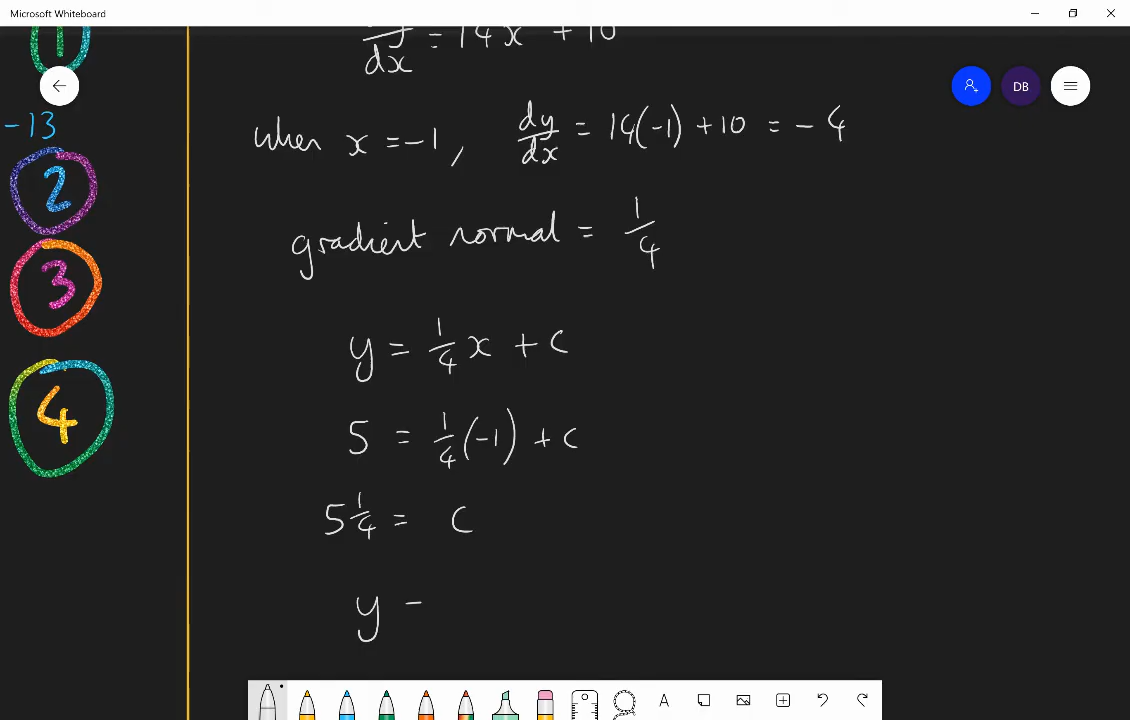 Microsoft Whiteboard
dy/dx = 14x + 10
1
DB
-13
when x = -1, dy/dx = 14(-1) + 10 = -4
2
gradient normal = 1/4
3
y = 1/4 x + c
4
5 = 1/4 (-1) + c
5 1/4 = c
y -
A